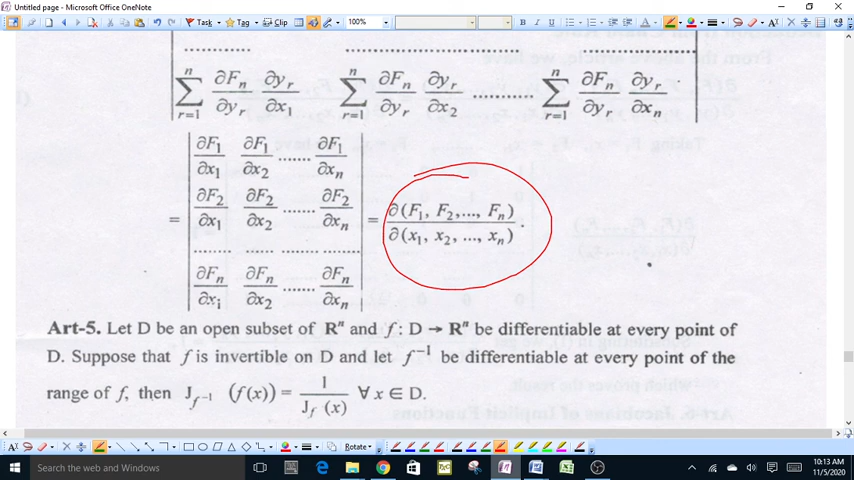 Untitled page - Microsoft Office OneNote
Task
Tag
Clip
100%
B I U
............ .............................. ...................
∑_{r=1}^{n} ∂F_n/∂y_r ∂y_r/∂x_1 ∑_{r=1}^{n} ∂F_n/∂y_r ∂y_r/∂x_2 ............ ∑_{r=1}^{n} ∂F_n/∂y_r ∂y_r/∂x_n
∂F_1/∂x_1 ∂F_1/∂x_2 ....... ∂F_1/∂x_n
= ∂F_2/∂x_1 ∂F_2/∂x_2 ....... ∂F_2/∂x_n = ∂(F_1, F_2,..., F_n)/∂(x_1, x_2, ..., x_n) .
........ ........ ................
∂F_n/∂x_i ∂F_n/∂x_2 ....... ∂F_n/∂x_n
Art-5. Let D be an open subset of Rⁿ and f : D → Rⁿ be differentiable at every point of
D. Suppose that f is invertible on D and let f⁻¹ be differentiable at every point of the
range of f, then J_{f⁻¹} (f(x)) = 1/J_f (x) ∀ x ∈ D.
Rotate
Search the web and Windows
10:13 AM
11/5/2020